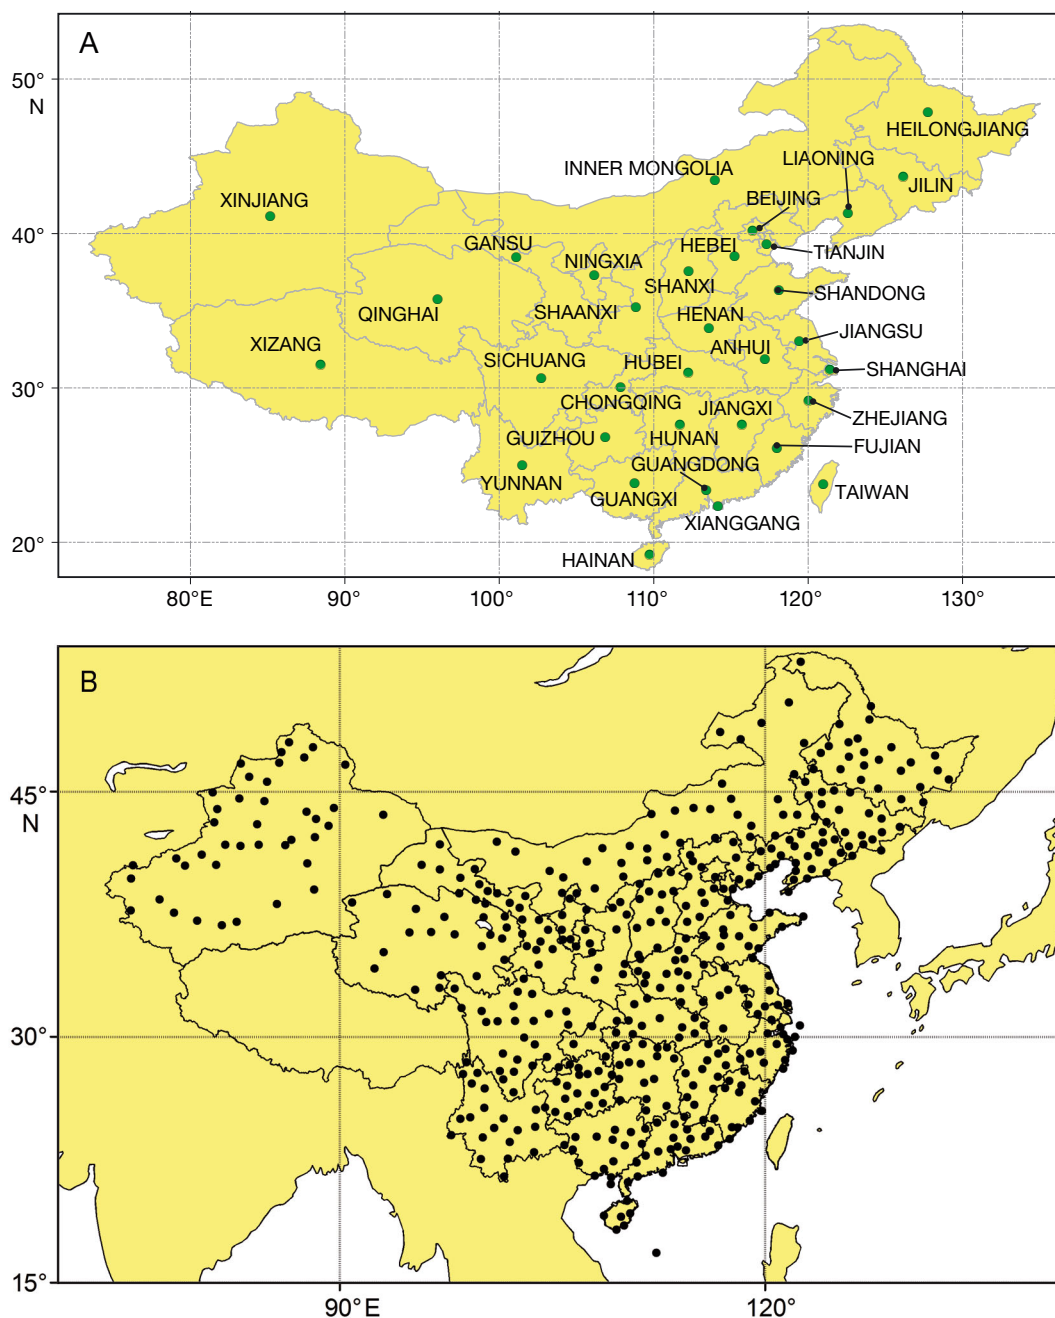 A
50°
N
HEILONGJIANG
LIAONING
INNER MONGOLIA
JILIN
BEIJING
XINJIANG
40°
GANSU
HEBEI
NINGXIA
TIANJIN
SHANXI
SHANDONG
QINGHAI
SHAANXI
HENAN
JIANGSU
XIZANG
ANHUI
SICHUANG
HUBEI
SHANGHAI
30°
CHONGQING
JIANGXI
ZHEJIANG
GUIZHOU
HUNAN
FUJIAN
GUANGDONG
YUNNAN
TAIWAN
GUANGXI
XIANGGANG
20°
HAINAN
80°E
90°
100°
110°
120°
130°
B
45°
N
30°
15°
90°E
120°